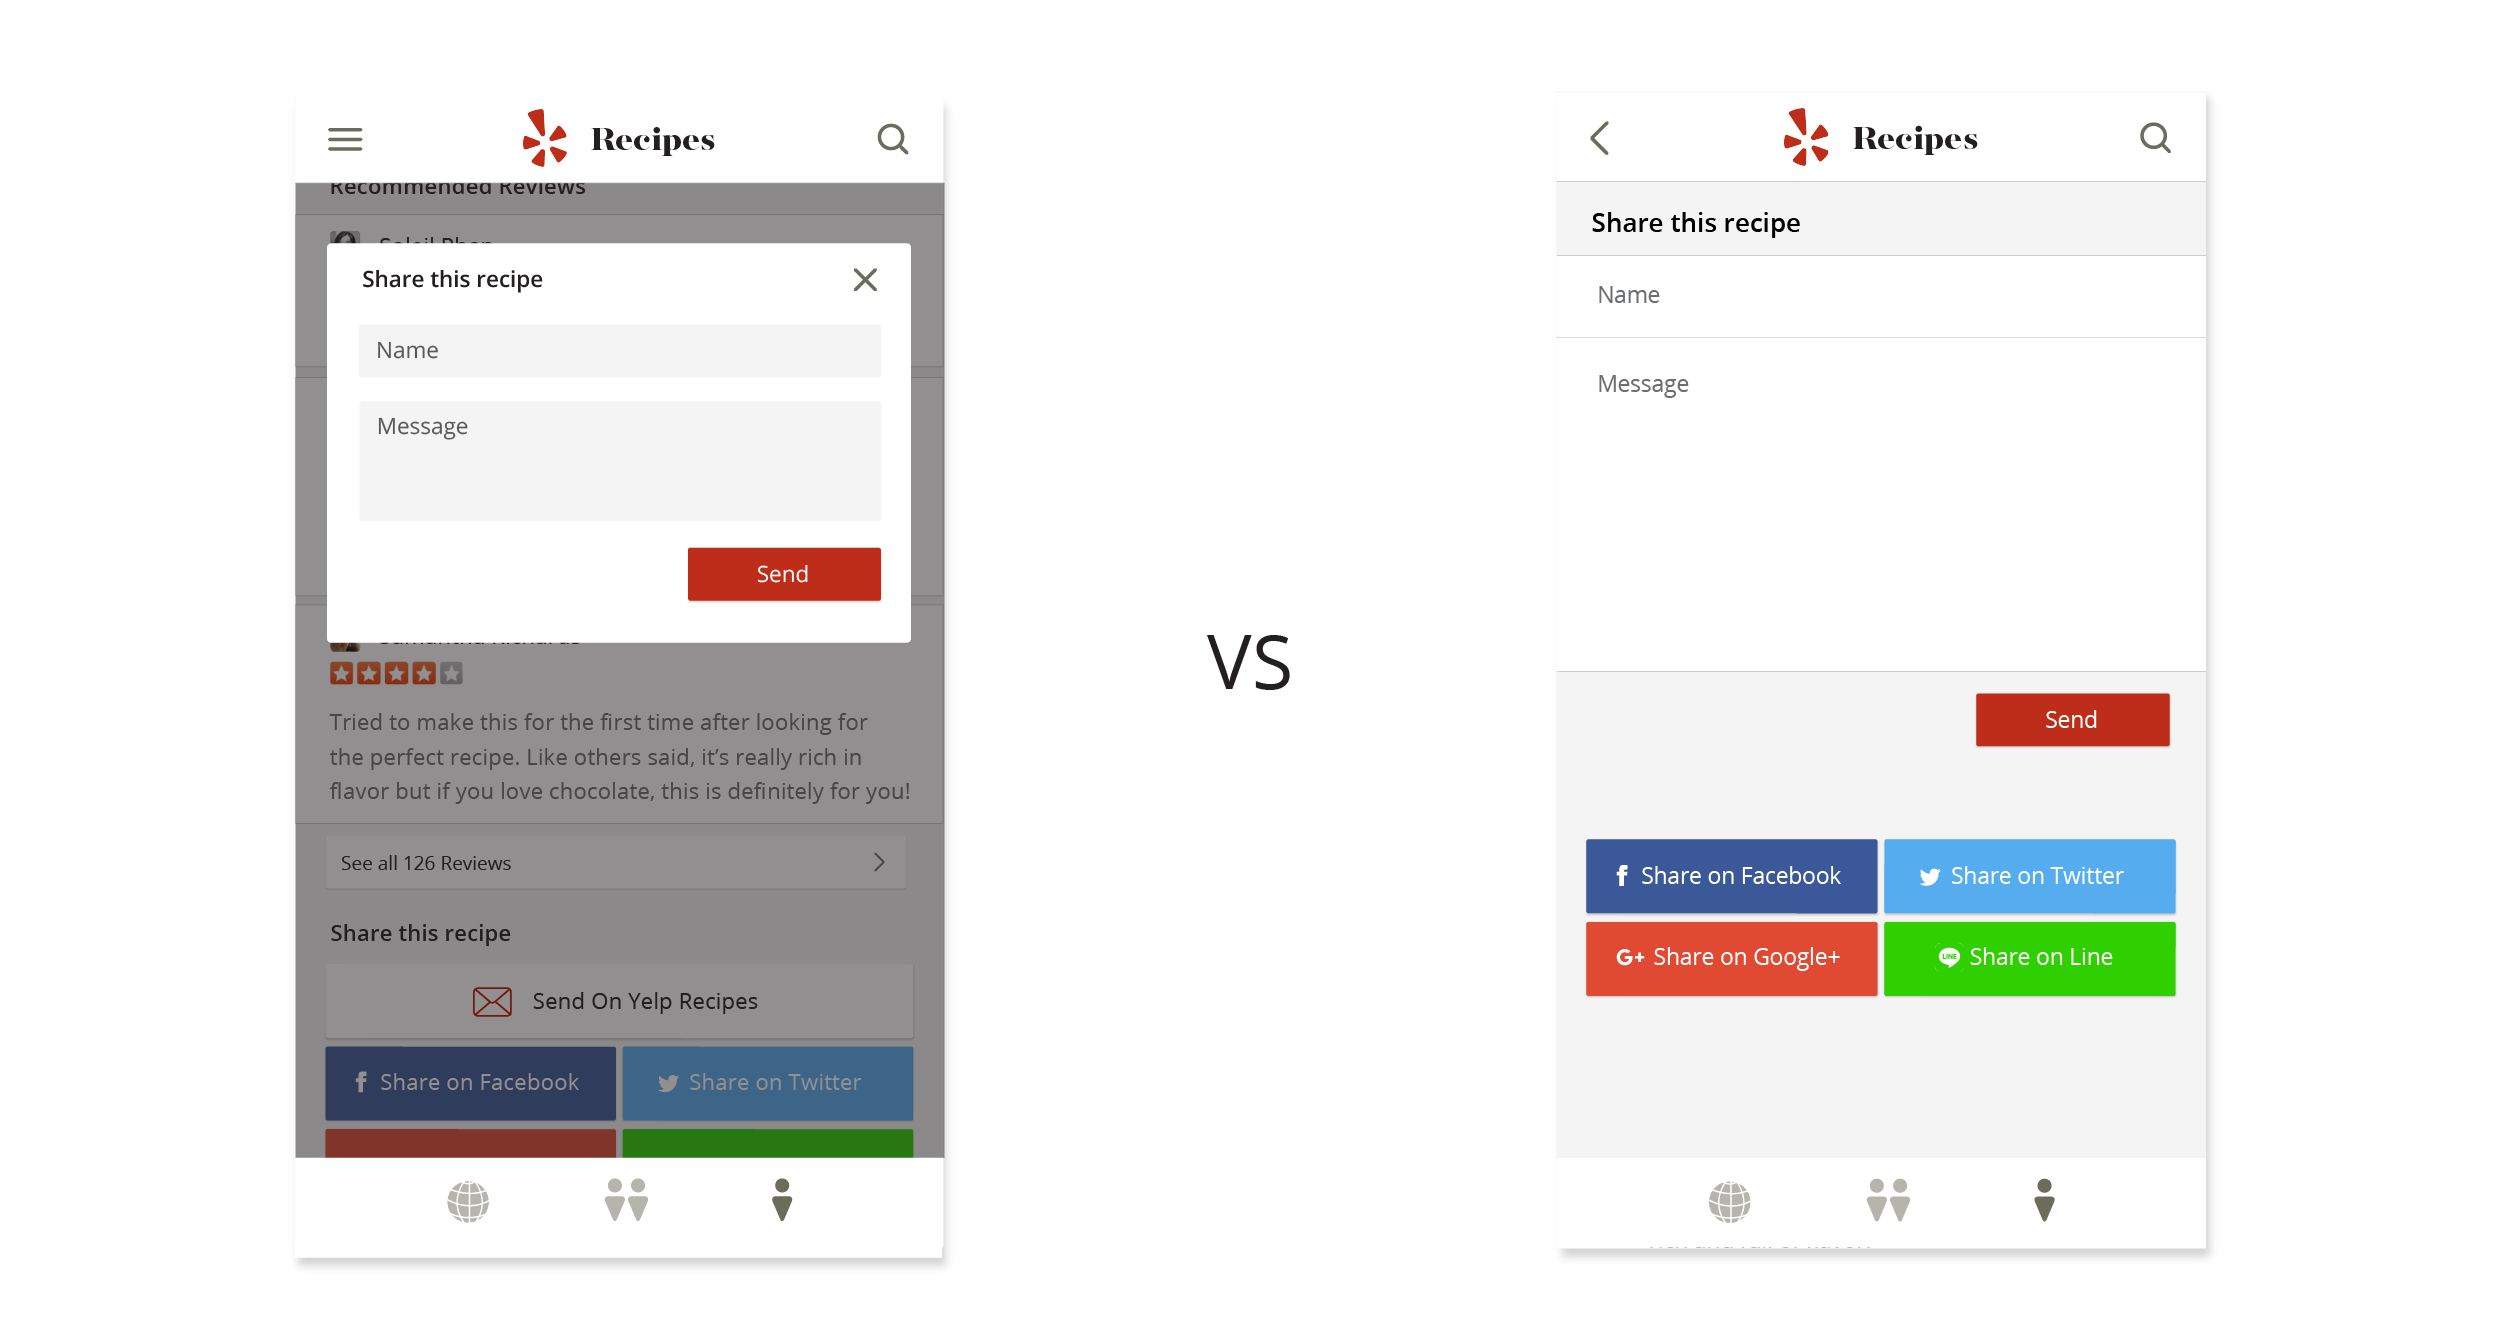 Recipes
Recommended Reviews
Share this recipe
Name
Message
Send
Tried to make this for the first time after looking for
the perfect recipe. Like others said, it's really rich in
flavor but if you love chocolate, this is definitely for you!
See all 126 Reviews
Share this recipe
Send On Yelp Recipes
f Share on Facebook
Share on Twitter
VS
Recipes
Share this recipe
Name
Message
Send
f Share on Facebook
Share on Twitter
G+ Share on Google+
LINE Share on Line